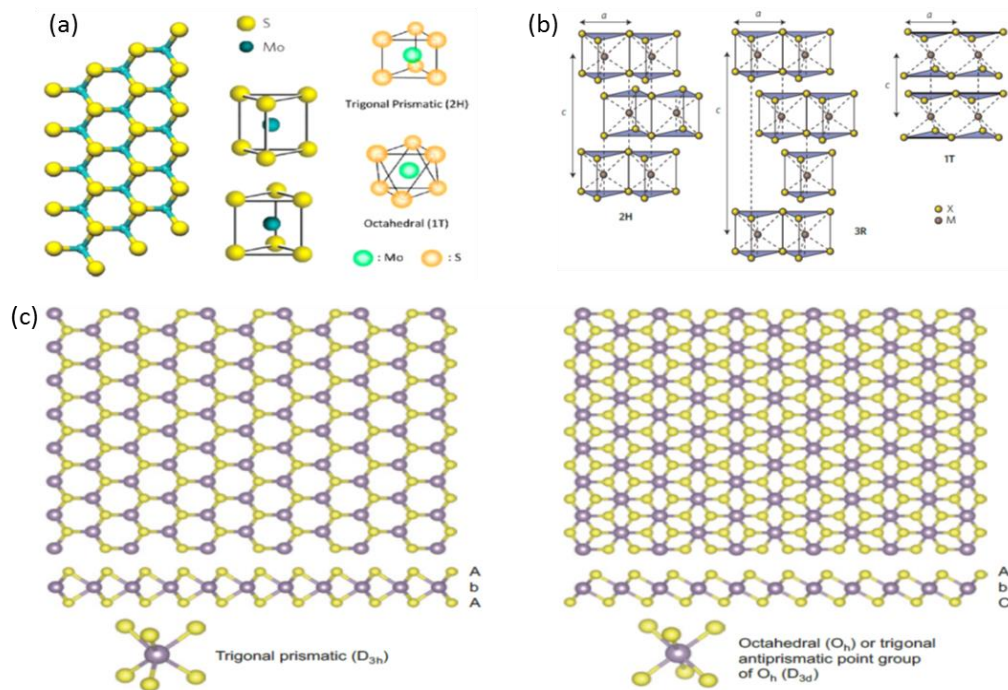 (a)
S
Mo
Trigonal Prismatic (2H)
Octahedral (1T)
: Mo
: S
(b)
a
a
a
c
c
c
2H
3R
1T
X
M
(c)
A
b
A
Trigonal prismatic (D3h)
A
b
C
Octahedral (Oh) or trigonal
antiprismatic point group
of Oh (D3d)